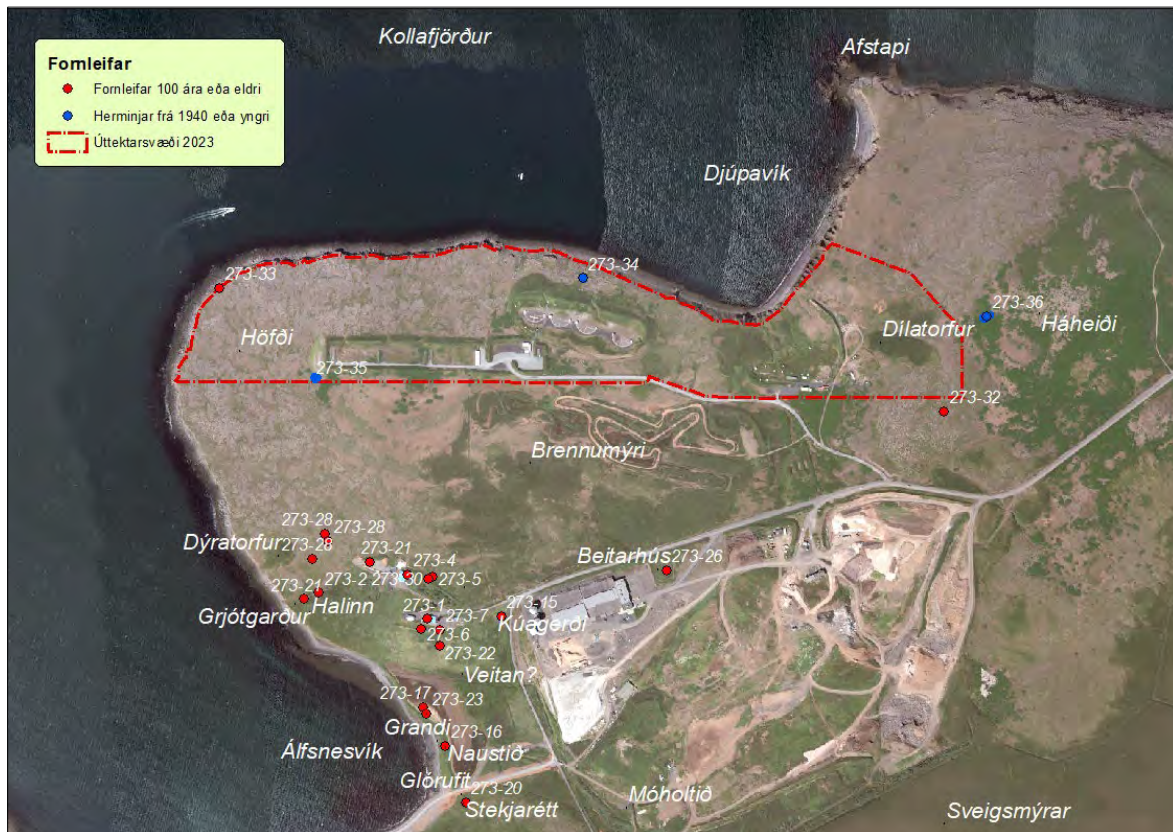 Kollafjörður
Afstapi
Fornleifar
Fornleifar 100 ára eða eldri
Herminjar frá 1940 eða yngri
Úttektarsvæði 2023
Djúpavík
273-33
273-34
273-36
Dílatorfur
Háheiði
Höfði
273-35
273-32
Brennumýri
273-28
273-28
Dýratorfur
273-28
273-21
273-4
Beitarhús
273-26
273-2
273-30
273-5
273-21
Halinn
Grjótgarður
273-1
273-7
273-15
Kúagerði
273-6
273-22
Veitan?
273-17
273-23
Grandi
273-16
Álfsnesvík
Naustið
Glórufit
273-20
Stekjarétt
Móholtið
Sveigsmýrar